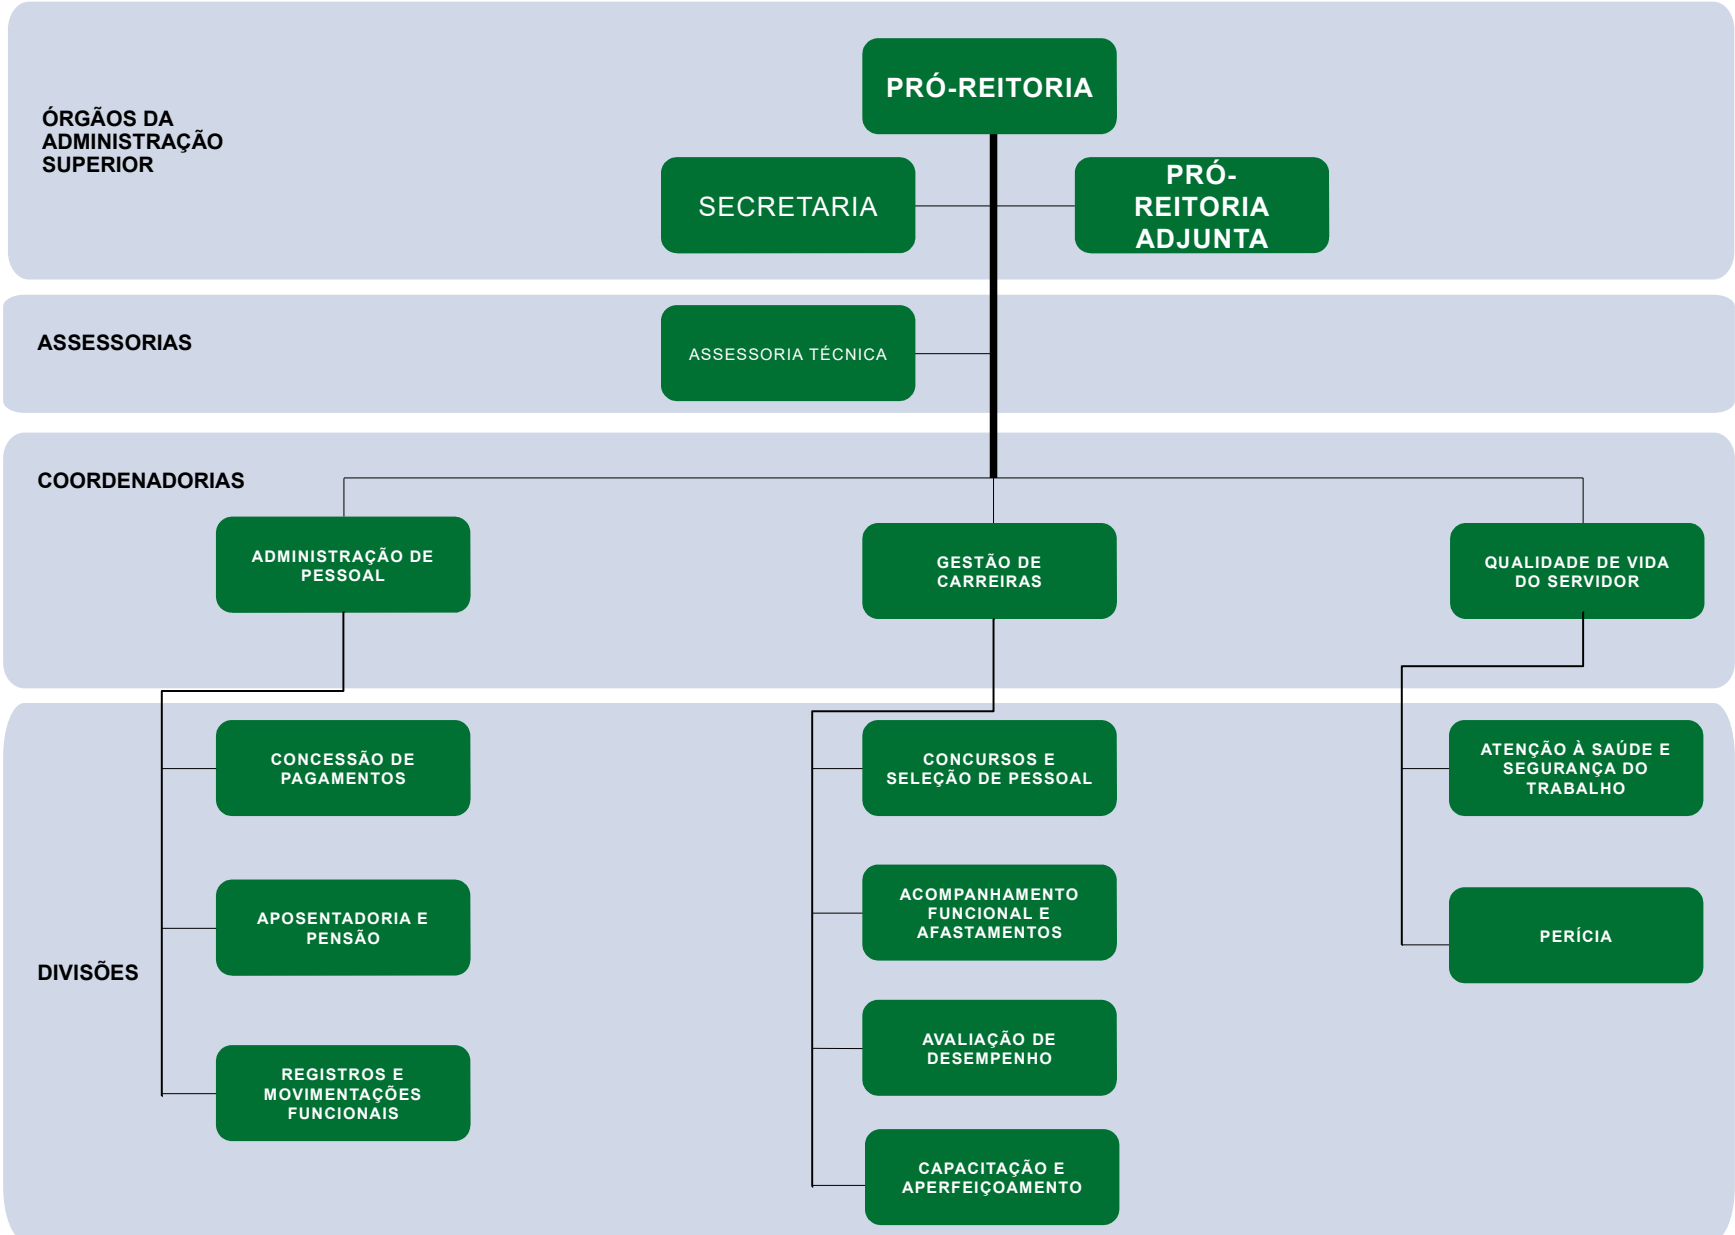 ÓRGÃOS DA
ADMINISTRAÇÃO
SUPERIOR
PRÓ-REITORIA
SECRETARIA
PRÓ-
REITORIA
ADJUNTA
ASSESSORIAS
ASSESSORIA TÉCNICA
COORDENADORIAS
ADMINISTRAÇÃO DE
PESSOAL
GESTÃO DE
CARREIRAS
QUALIDADE DE VIDA
DO SERVIDOR
DIVISÕES
CONCESSÃO DE
PAGAMENTOS
APOSENTADORIA E
PENSÃO
REGISTROS E
MOVIMENTAÇÕES
FUNCIONAIS
CONCURSOS E
SELEÇÃO DE PESSOAL
ACOMPANHAMENTO
FUNCIONAL E
AFASTAMENTOS
AVALIAÇÃO DE
DESEMPENHO
CAPACITAÇÃO E
APERFEIÇOAMENTO
ATENÇÃO À SAÚDE E
SEGURANÇA DO
TRABALHO
PERÍCIA